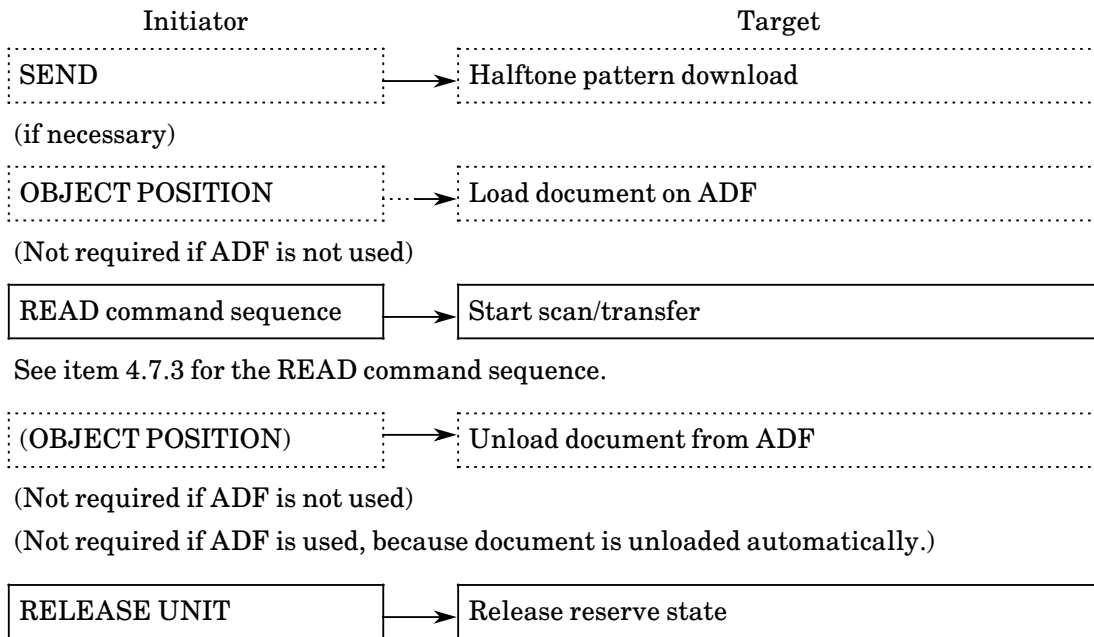 Initiator Target
SEND Halftone pattern download
(if necessary)
OBJECT POSITION Load document on ADF
(Not required if ADF is not used)
READ command sequence Start scan/transfer
See item 4.7.3 for the READ command sequence.
(OBJECT POSITION) Unload document from ADF
(Not required if ADF is not used)
(Not required if ADF is used, because document is unloaded automatically.)
RELEASE UNIT Release reserve state